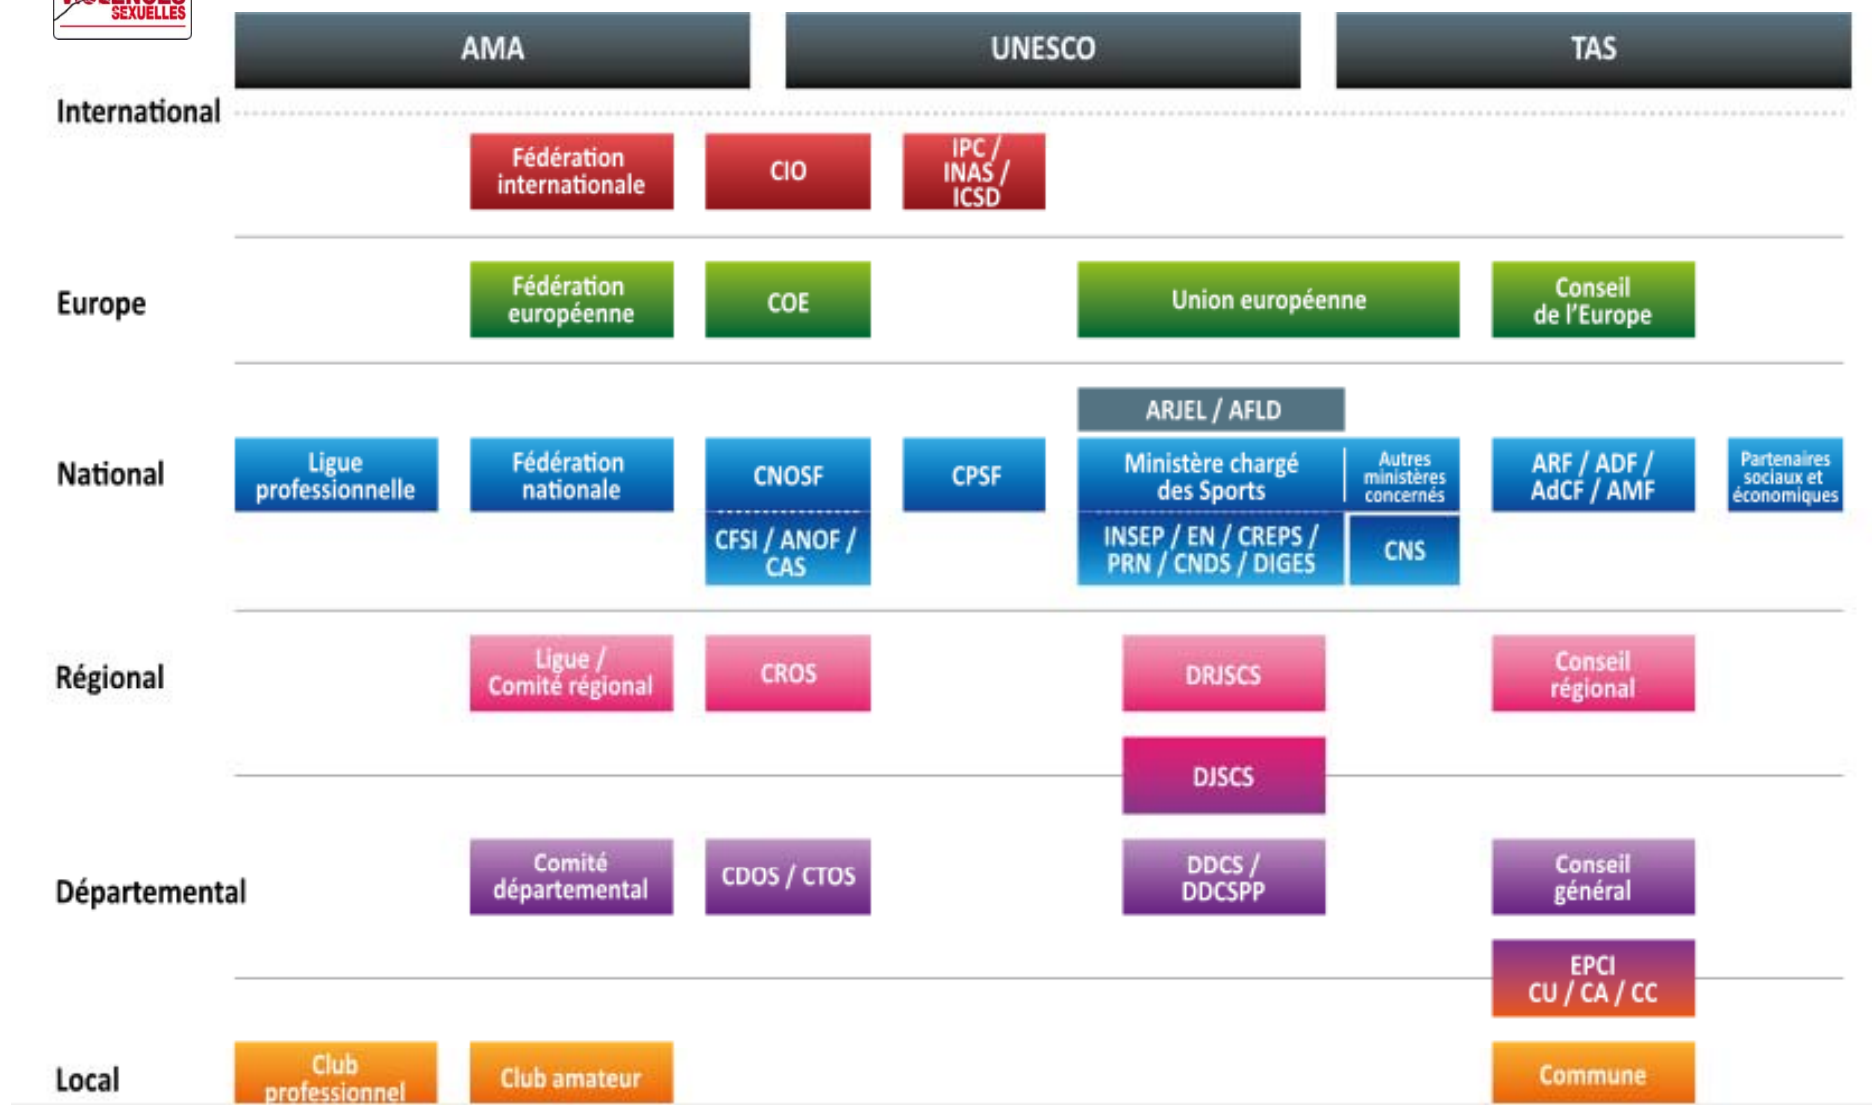 SEXUELLES
AMA
UNESCO
TAS
International
Fédération
internationale
CIO
IPC /
INAS /
ICSD
Europe
Fédération
européenne
COE
Union européenne
Conseil
de l'Europe
ARJEL / AFLD
National
Ligue
professionnelle
Fédération
nationale
CNOSF
CPSF
Ministère chargé
des Sports
Autres
ministères
concernés
ARF / ADF /
AdCF / AMF
Partenaires
sociaux et
économiques
CFSI / ANOF /
CAS
INSEP / EN / CREPS /
PRN / CNDS / DIGES
CNS
Régional
Ligue /
Comité régional
CROS
DRJSCS
Conseil
régional
DJSCS
Départemental
Comité
départemental
CDOS / CTOS
DDCS /
DDCSPP
Conseil
général
EPCI
CU / CA / CC
Local
Club
professionnel
Club amateur
Commune